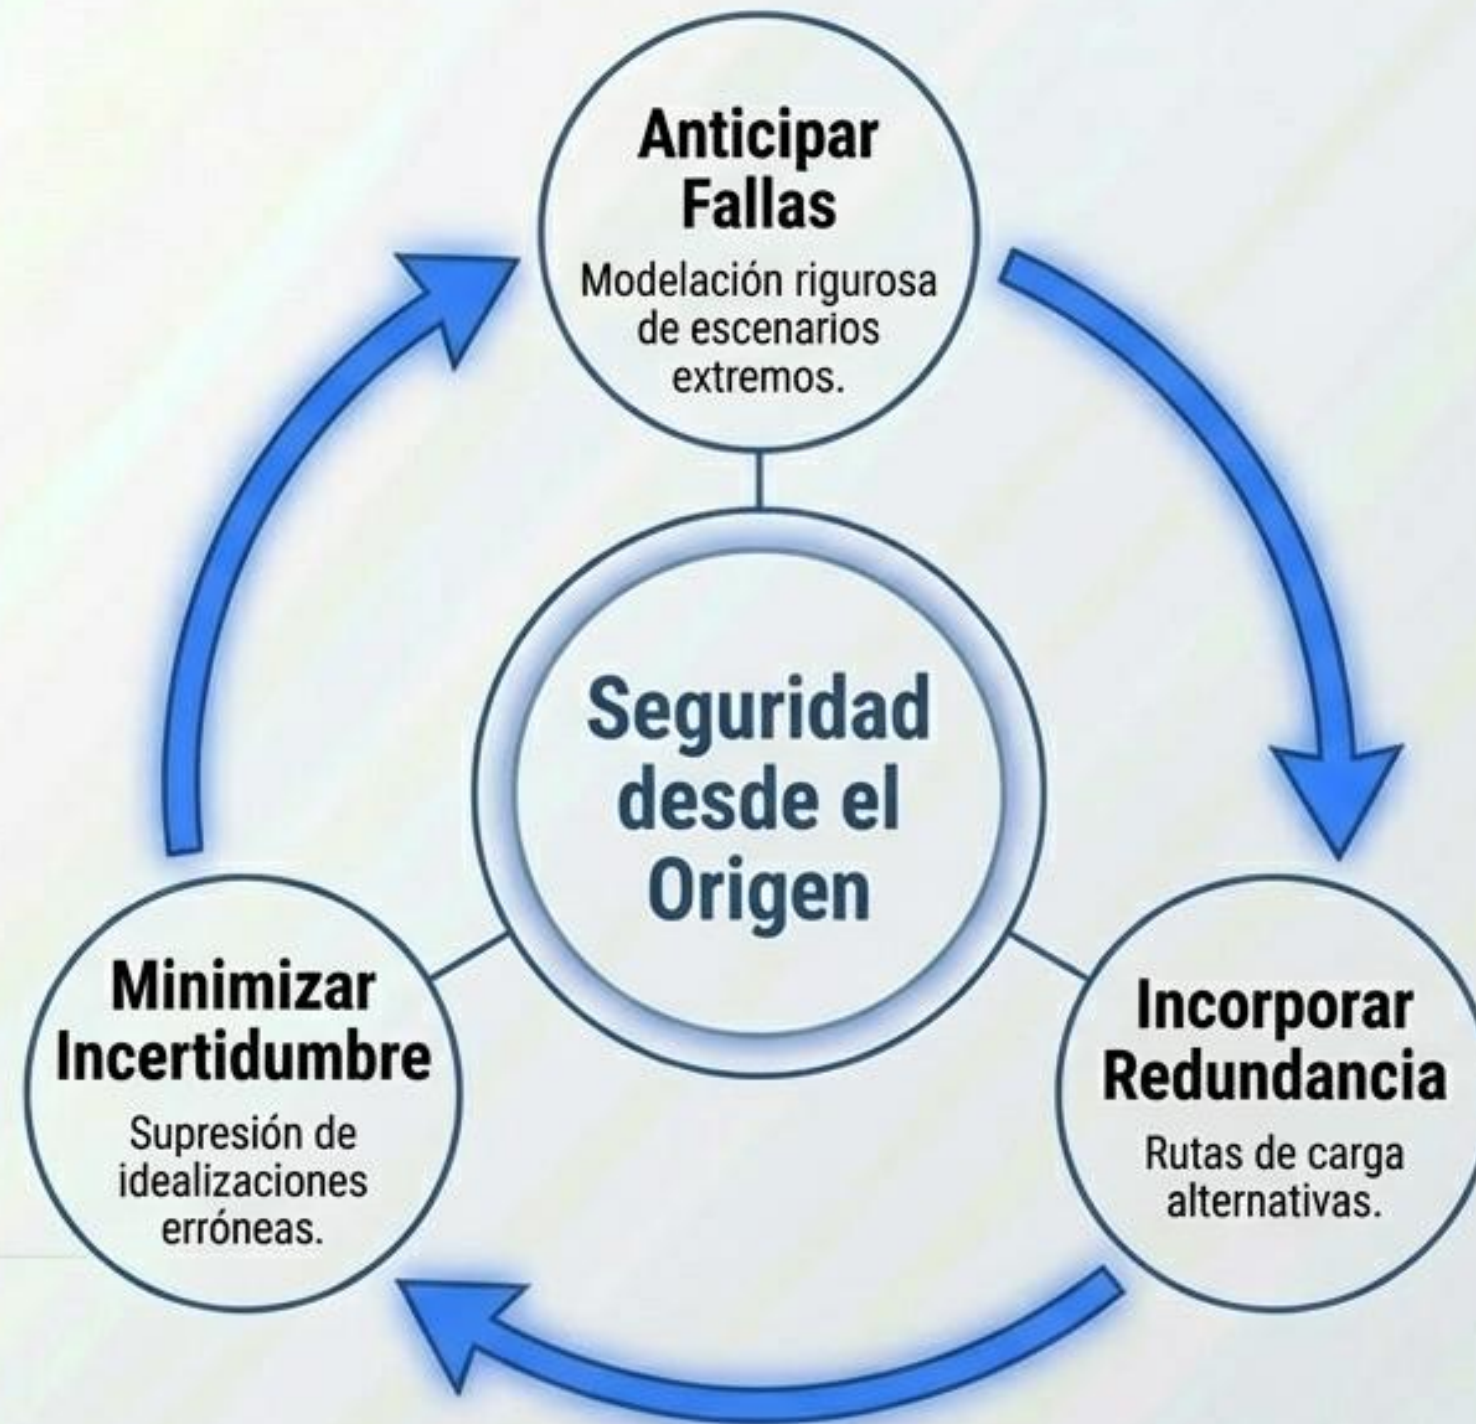 Anticipar
Fallas
Modelación rigurosa
de escenarios
extremos.
Seguridad
desde el
Origen
Minimizar
Incertidumbre
Supresión de
idealizaciones
erróneas.
Incorporar
Redundancia
Rutas de carga
alternativas.